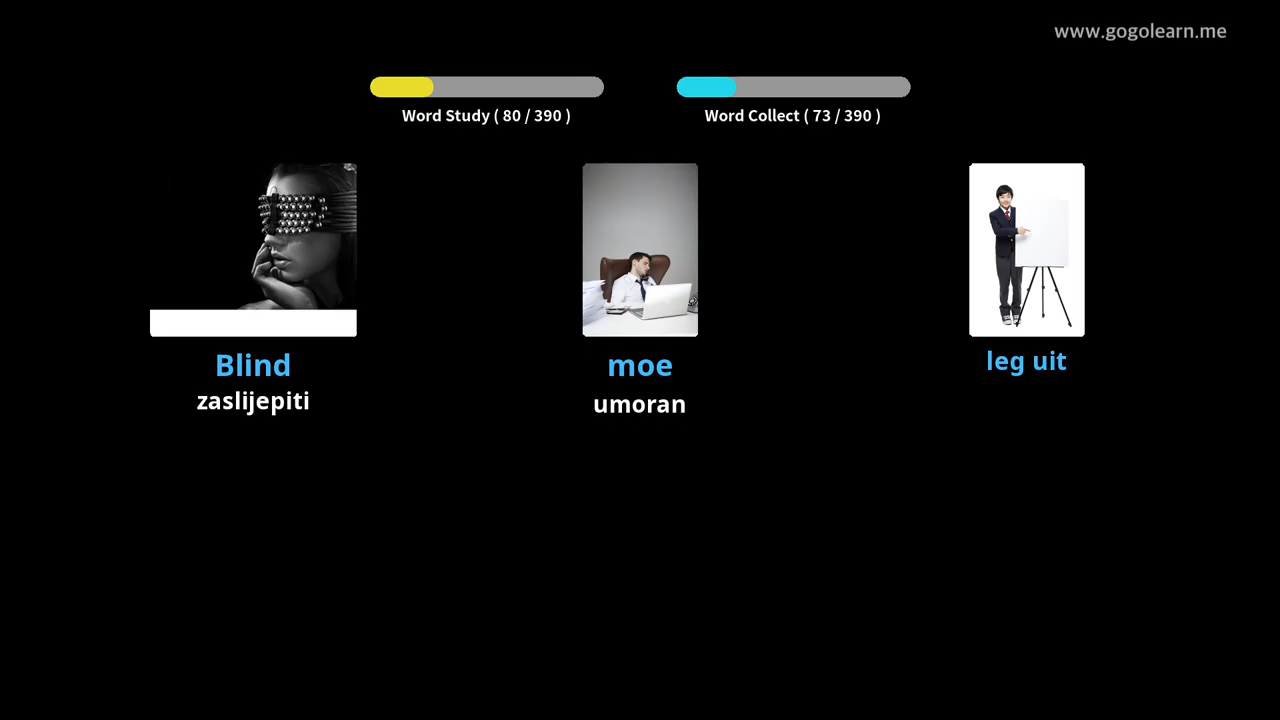 www.gogolearn.me
Word Study ( 80 / 390 )
Word Collect ( 73 / 390 )
Blind
zaslijepiti
moe
umoran
leg uit